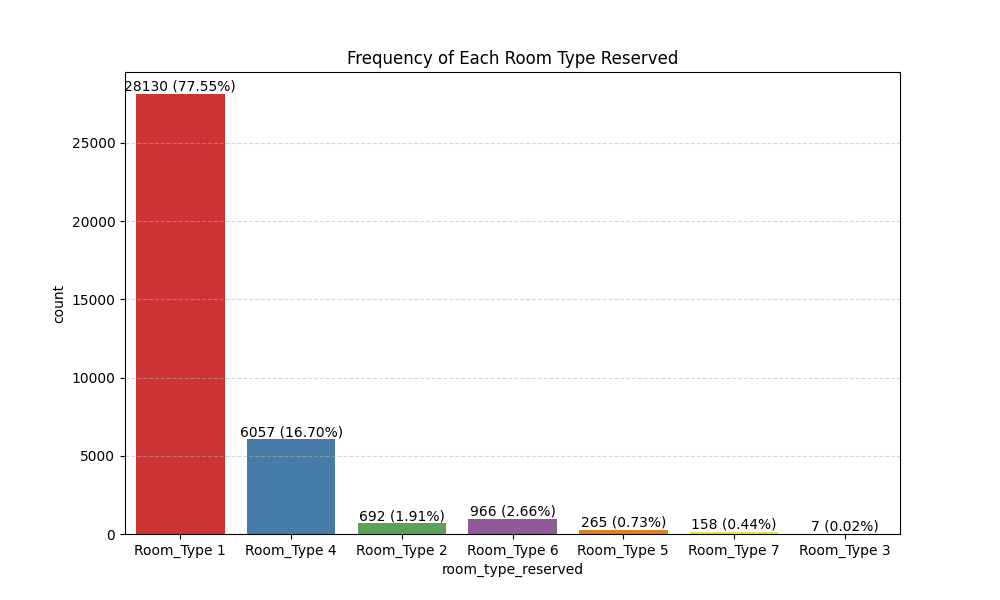 Frequency of Each Room Type Reserved
28130 (77.55%)
25000
20000
15000
10000
5000
0
count
6057 (16.70%)
692 (1.91%)
966 (2.66%)
265 (0.73%)
158 (0.44%)
7 (0.02%)
Room_Type 1
Room_Type 4
Room_Type 2
Room_Type 6
Room_Type 5
Room_Type 7
Room_Type 3
room_type_reserved